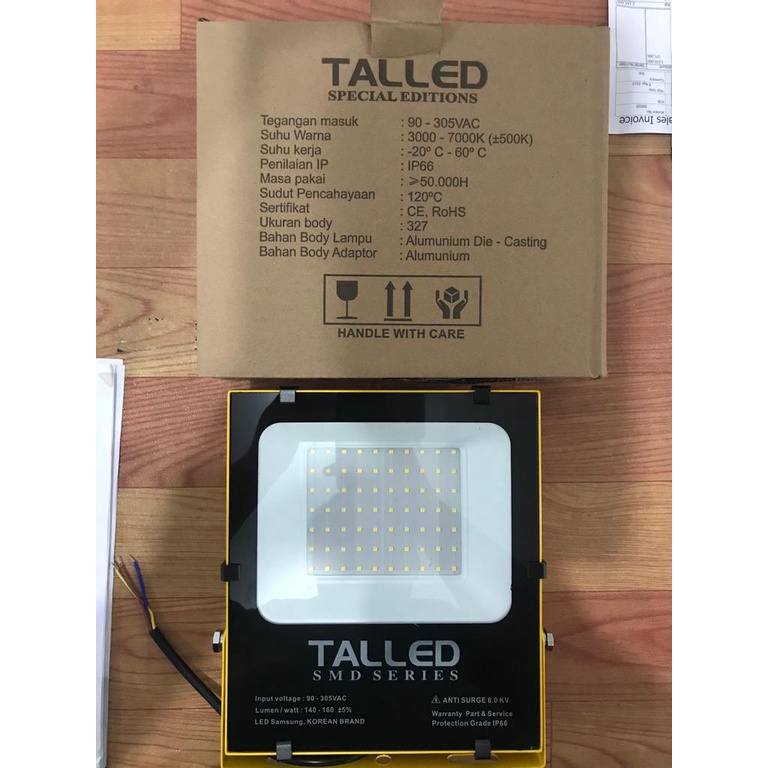 TALLED
SPECIAL EDITIONS
Tegangan masuk : 90 - 305VAC
Suhu Warna : 3000 - 7000K (±500K)
Suhu kerja : -20º C - 60º C
Penilaian IP : IP66
Masa pakai : ⩾50.000H
Sudut Pencahayaan : 120ºC
Sertifikat : CE, RoHS
Ukuran body : 327
Bahan Body Lampu : Alumunium Die - Casting
Bahan Body Adaptor : Alumunium
HANDLE WITH CARE
ales Invoice
TALLED
SMD SERIES
Input voltage : 90 - 305VAC
Lumen / watt : 140 - 160 ±5%
LED Samsung, KOREAN BRAND
ANTI SURGE 6.0 KV
Warranty Part & Service
Protection Grade IP66